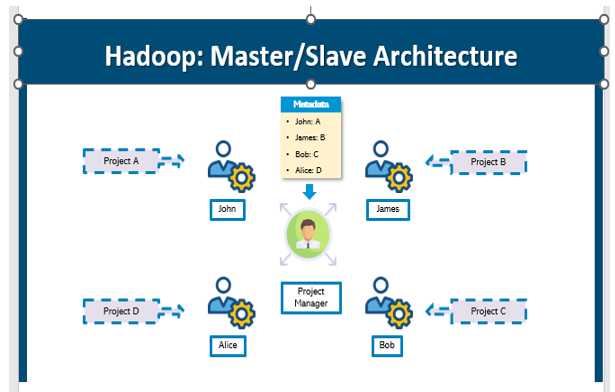 Hadoop: Master/Slave Architecture
Metadata
• John: A
• James: B
• Bob: C
• Alice: D
Project A
Project B
John
James
Project D
Project Manager
Project C
Alice
Bob